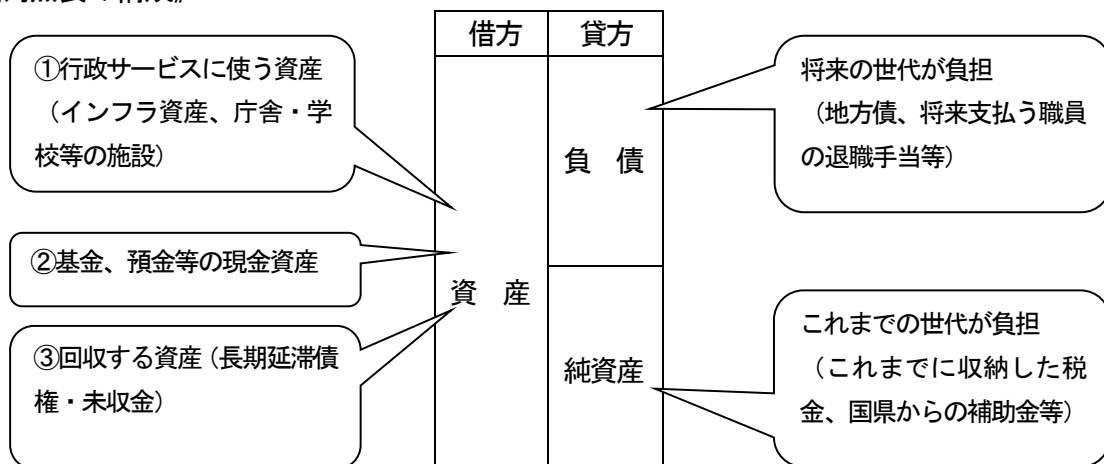 借方
貸方
①行政サービスに使う資産
（インフラ資産、庁舎・学
校等の施設）
②基金、預金等の現金資産
③回収する資産（長期延滞債
権・未収金）
資 産
負 債
純資産
将来の世代が負担
（地方債、将来支払う職員
の退職手当等）
これまでの世代が負担
（これまでに収納した税
金、国県からの補助金等）